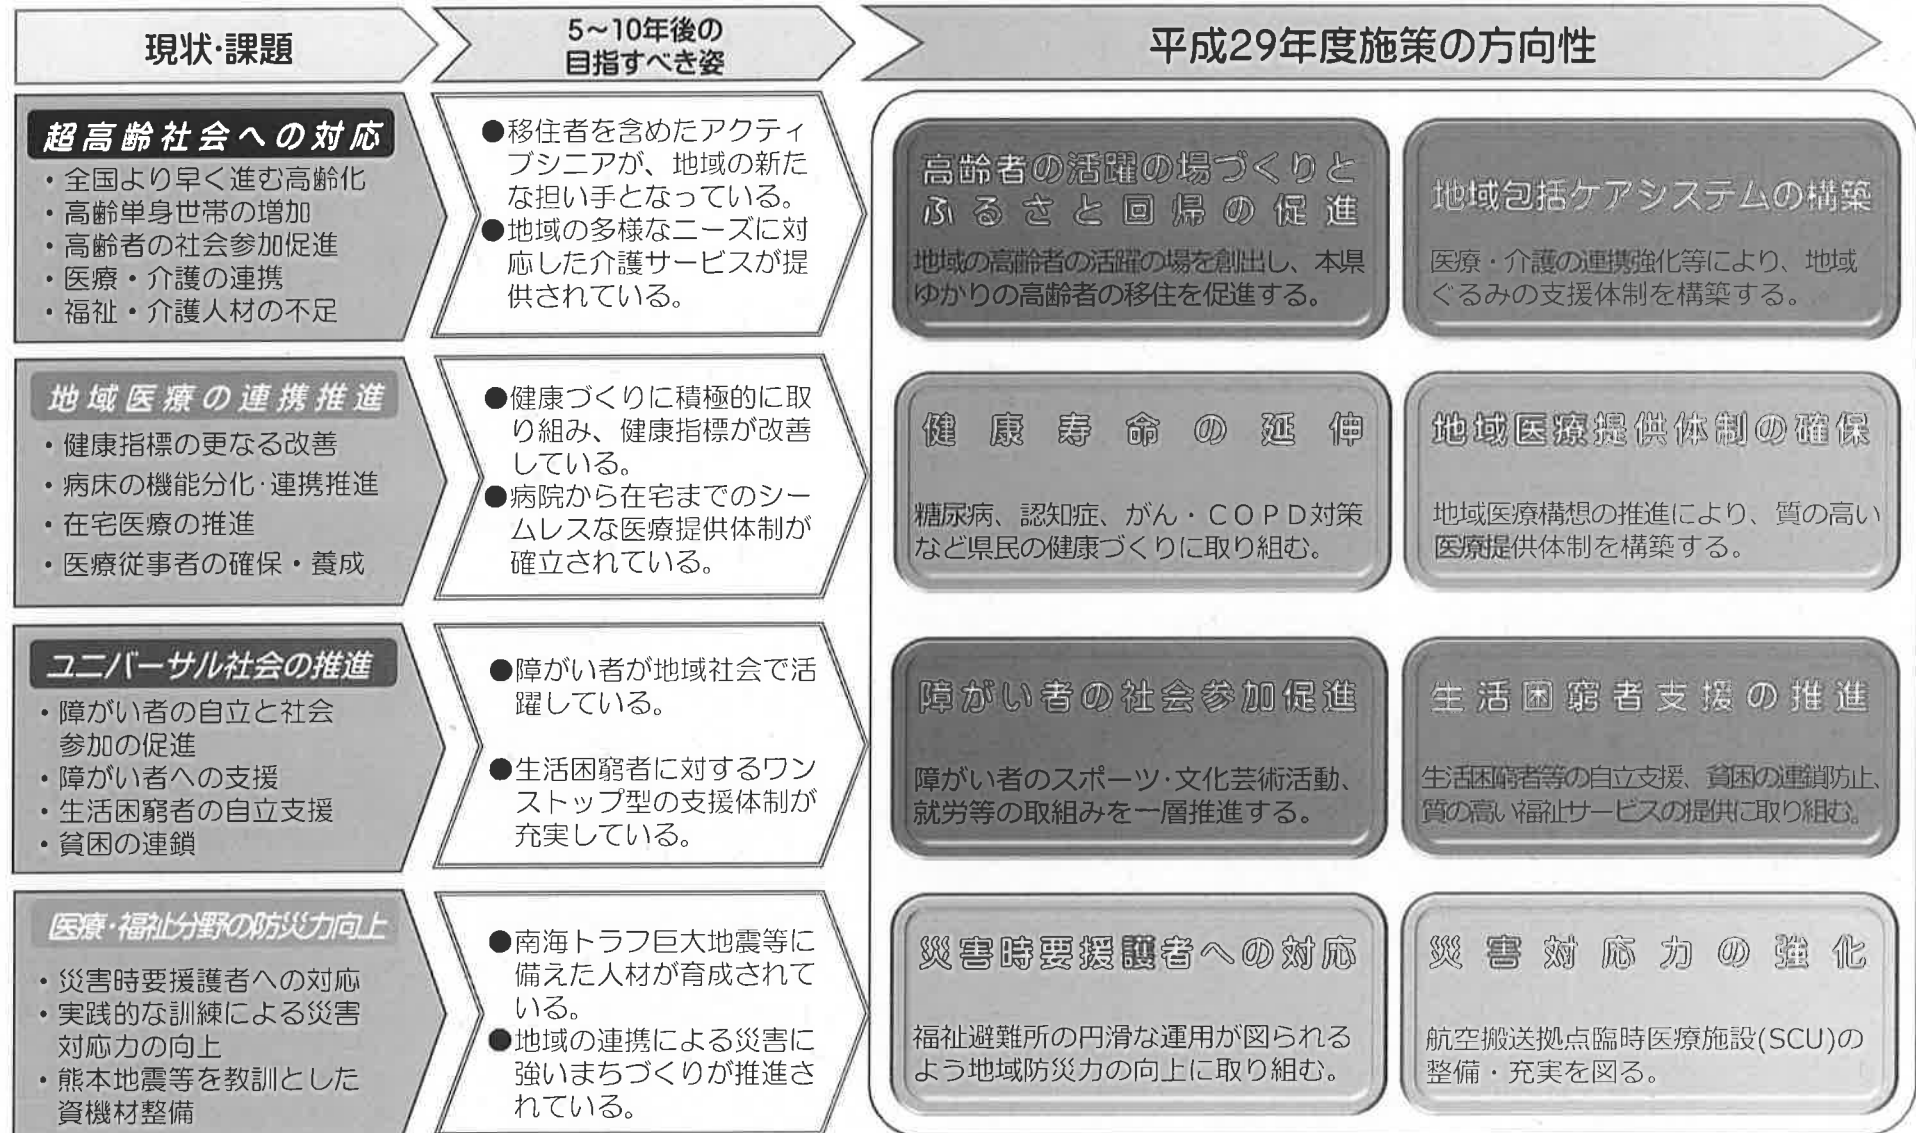 現状・課題
5~10年後の
目指すべき姿
平成29年度施策の方向性
超高齢社会への対応
・全国より早く進む高齢化
・高齢単身世帯の増加
・高齢者の社会参加促進
・医療・介護の連携
・福祉・介護人材の不足
●移住者を含めたアクティ
ブシニアが、地域の新た
な担い手となっている。
●地域の多様なニーズに対
応した介護サービスが提
供されている。
高齢者の活躍の場づくりと
ふるさと回帰の促進
地域の高齢者の活躍の場を創出し、本県
ゆかりの高齢者の移住を促進する。
地域包括ケアシステムの構築
医療・介護の連携強化等により、地域
ぐるみの支援体制を構築する。
地域医療の連携推進
・健康指標の更なる改善
・病床の機能分化・連携推進
・在宅医療の推進
・医療従事者の確保・養成
●健康づくりに積極的に取
り組み、健康指標が改善
している。
●病院から在宅までのシー
ムレスな医療提供体制が
確立されている。
健康寿命の延伸
糖尿病、認知症、がん・COPD対策
など県民の健康づくりに取り組む。
地域医療提供体制の確保
地域医療構想の推進により、質の高い
医療提供体制を構築する。
ユニバーサル社会の推進
・障がい者の自立と社会
参加の促進
・障がい者への支援
・生活困窮者の自立支援
・貧困の連鎖
●障がい者が地域社会で活
躍している。
●生活困窮者に対するワン
ストップ型の支援体制が
充実している。
障がい者の社会参加促進
障がい者のスポーツ・文化芸術活動、
就労等の取組みを一層推進する。
生活困窮者支援の推進
生活困窮者等の自立支援、貧困の連鎖防止、
質の高い福祉サービスの提供に取り組む。
医療・福祉分野の防災力向上
・災害時要援護者への対応
・実践的な訓練による災害
対応力の向上
・熊本地震等を教訓とした
資機材整備
●南海トラフ巨大地震等に
備えた人材が育成されて
いる。
●地域の連携による災害に
強いまちづくりが推進さ
れている。
災害時要援護者への対応
福祉避難所の円滑な運用が図られる
よう地域防災力の向上に取り組む。
災害対応力の強化
航空搬送拠点臨時医療施設(SCU)の
整備・充実を図る。